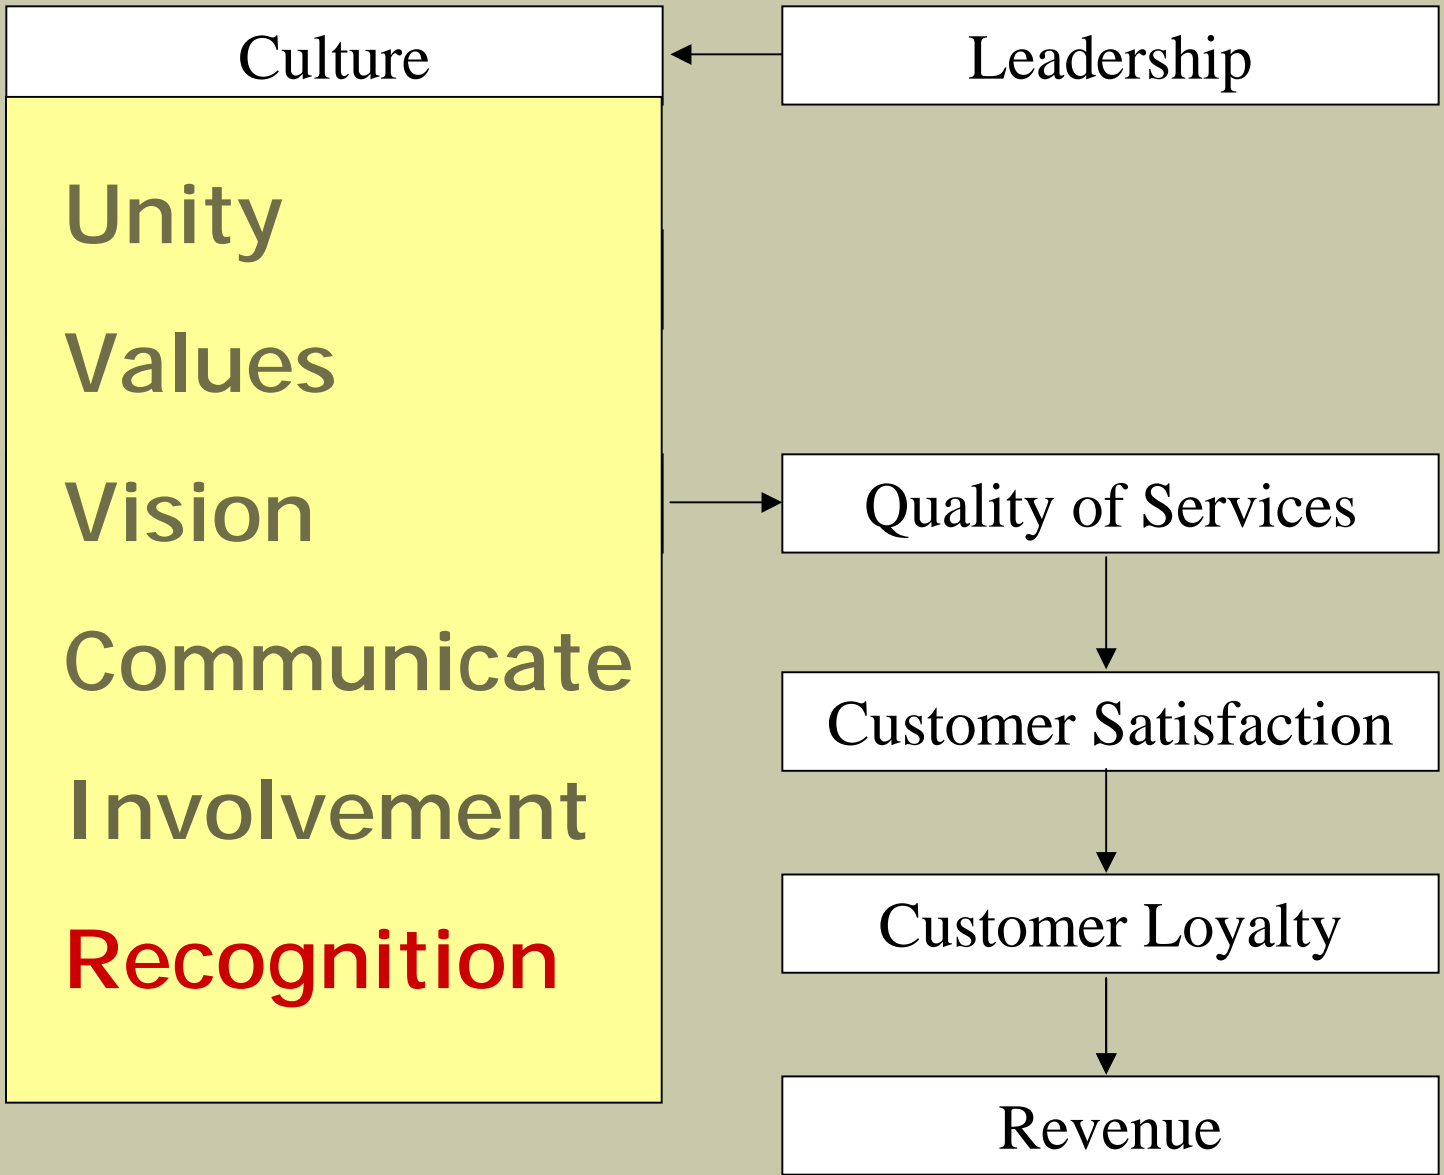 Culture
Leadership
Unity
Values
Vision
Communicate
Involvement
Recognition
Quality of Services
Customer Satisfaction
Customer Loyalty
Revenue